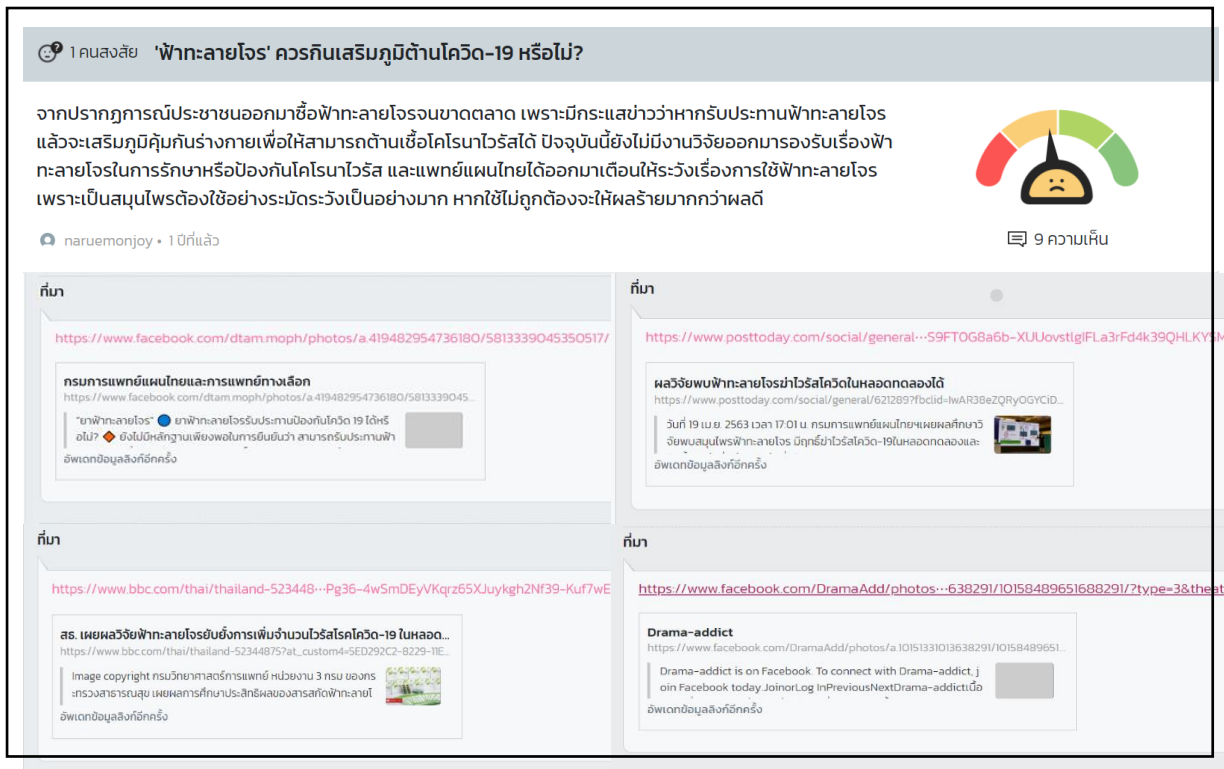 1 คนสงสัย 'ฟ้าทะลายโจร' ควรกินเสริมภูมิต้านโควิด-19 หรือไม่?
จากปรากฏการณ์ประชาชนออกมาซื้อฟ้าทะลายโจรจนขาดตลาด เพราะมีกระแสข่าวว่าหากรับประทานฟ้าทะลายโจร
แล้วจะเสริมภูมิคุ้มกันร่างกายเพื่อให้สามารถต้านเชื้อโคโรนาไวรัสได้ ปัจจุบันนี้ยังไม่มีงานวิจัยออกมารองรับเรื่องฟ้า
ทะลายโจรในการรักษาหรือป้องกันโคโรนาไวรัส และแพทย์แผนไทยได้ออกมาเตือนให้ระวังเรื่องการใช้ฟ้าทะลายโจร
เพราะเป็นสมุนไพรต้องใช้อย่างระมัดระวังเป็นอย่างมาก หากใช้ไม่ถูกต้องจะให้ผลร้ายมากกว่าผลดี
naruemonjoy • 1 ปีที่แล้ว
9 ความเห็น
ที่มา
https://www.facebook.com/dtam.moph/photos/a.419482954736180/5813339045350517/
กรมการแพทย์แผนไทยและการแพทย์ทางเลือก
https://www.facebook.com/dtam.moph/photos/a.419482954736180/5813339045...
"ยาฟ้าทะลายโจร" 🔵 ยาฟ้าทะลายโจรรับประทานป้องกันโควิด 19 ได้หรื
อไม่? 🔶 ยังไม่มีหลักฐานเพียงพอในการยืนยันว่า สามารถรับประทานฟ้า
อัพเดทข้อมูลลิงก์อีกครั้ง
ที่มา
https://www.posttoday.com/social/general···S9FT0G8a6b-XUUovstlgIFLa3rFd4k39QHLKY5M
ผลวิจัยพบฟ้าทะลายโจรฆ่าไวรัสโควิดในหลอดทดลองได้
https://www.posttoday.com/social/general/621289?fbclid=IwAR38eZQRyOGYCiD...
วันที่ 19 เม.ย. 2563 เวลา 17:01 น. กรมการแพทย์แผนไทยฯเผยผลศึกษาวิ
จัยพบสมุนไพรฟ้าทะลายโจร มีฤทธิ์ฆ่าไวรัสโควิด-19ในหลอดทดลองและ
อัพเดทข้อมูลลิงก์อีกครั้ง
ที่มา
https://www.bbc.com/thai/thailand-523448···Pg36-4wSmDEyVKqrz65XJuykgh2Nf39-Kuf7wE
สธ. เผยผลวิจัยฟ้าทะลายโจรยับยั้งการเพิ่มจำนวนไวรัสโรคโควิด-19 ในหลอด...
https://www.bbc.com/thai/thailand-52344875?at_custom4=5ED292C2-8229-11E...
Image copyright กรมวิทยาศาสตร์การแพทย์ หน่วยงาน 3 กรม ของกร
ะทรวงสาธารณสุข เผยผลการศึกษาประสิทธิผลของสารสกัดฟ้าทะลายโ
อัพเดทข้อมูลลิงก์อีกครั้ง
ที่มา
https://www.facebook.com/DramaAdd/photos···638291/10158489651688291/?type=3&theat
Drama-addict
https://www.facebook.com/DramaAdd/photos/a.10151331013638291/10158489651...
Drama-addict is on Facebook. To connect with Drama-addict, j
oin Facebook today.JoinorLog InPreviousNextDrama-addictเนื้อ
อัพเดทข้อมูลลิงก์อีกครั้ง